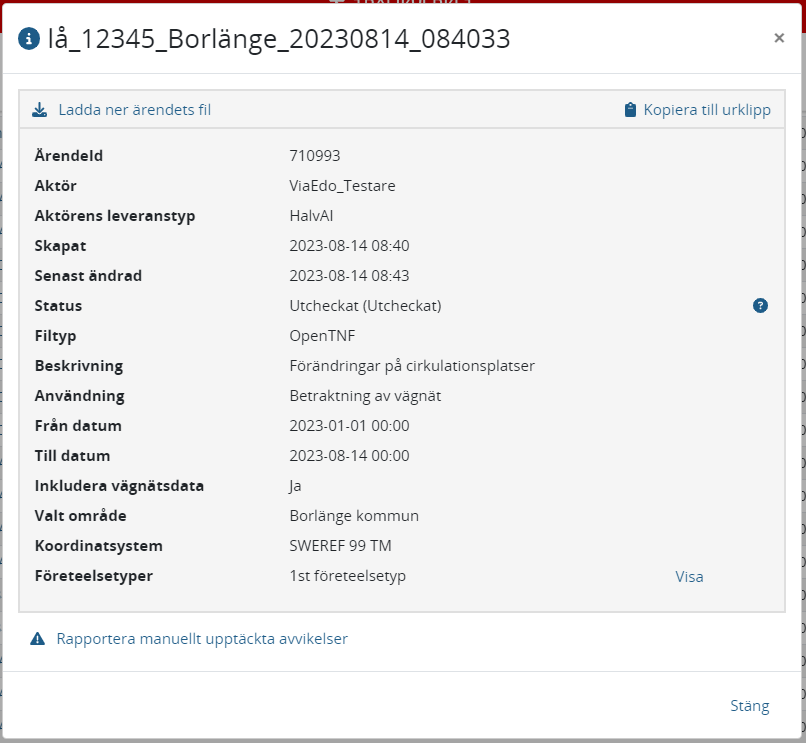 lå_12345_Borlänge_20230814_084033 ×
Ladda ner ärendets fil Kopiera till urklipp
ÄrendeId 710993
Aktör ViaEdo_Testare
Aktörens leveranstyp HalvAI
Skapat 2023-08-14 08:40
Senast ändrad 2023-08-14 08:43
Status Utcheckat (Utcheckat)
Filtyp OpenTNF
Beskrivning Förändringar på cirkulationsplatser
Användning Betraktning av vägnät
Från datum 2023-01-01 00:00
Till datum 2023-08-14 00:00
Inkludera vägnätsdata Ja
Valt område Borlänge kommun
Koordinatsystem SWEREF 99 TM
Företeelsetyper 1st företeelsetyp Visa
Rapportera manuellt upptäckta avvikelser
Stäng